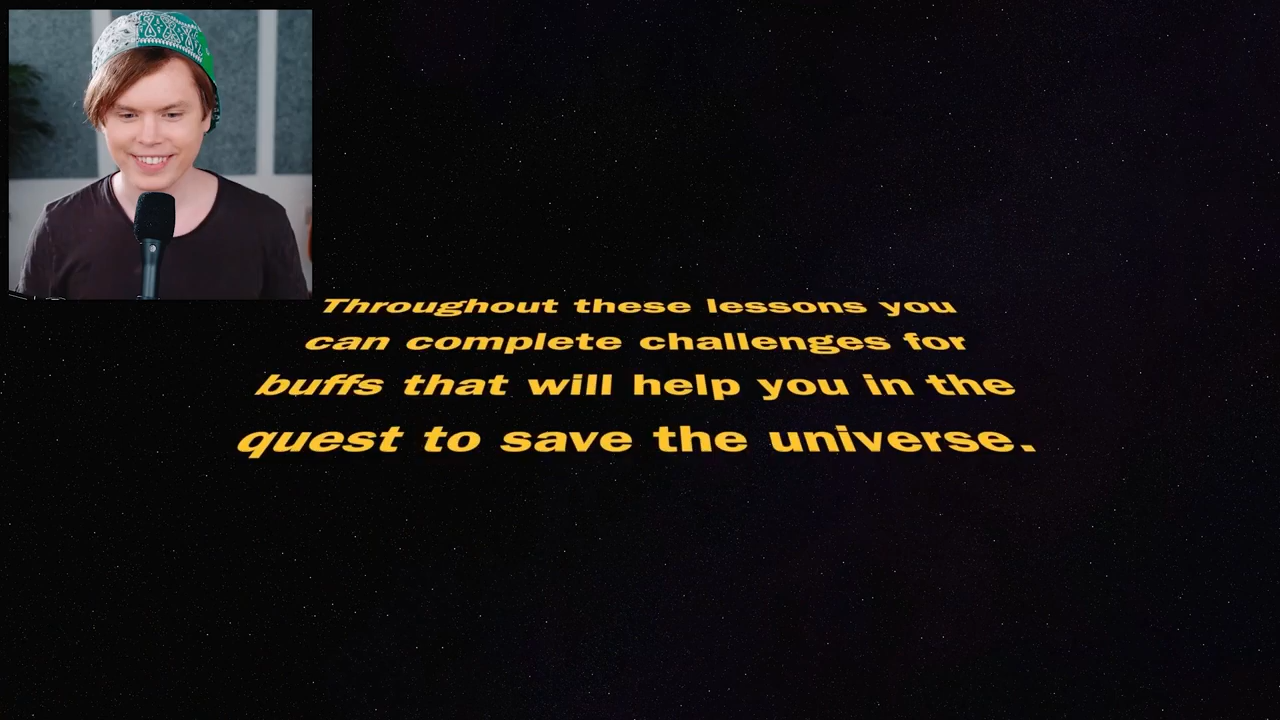 Throughout these lessons you
can complete challenges for
buffs that will help you in the
quest to save the universe.